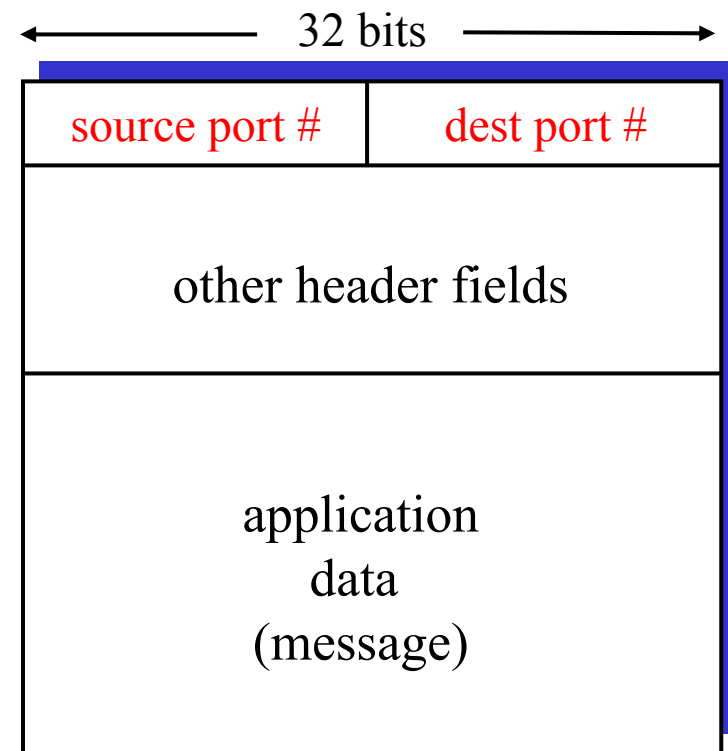 32 bits
source port # dest port #
other header fields
application
data
(message)